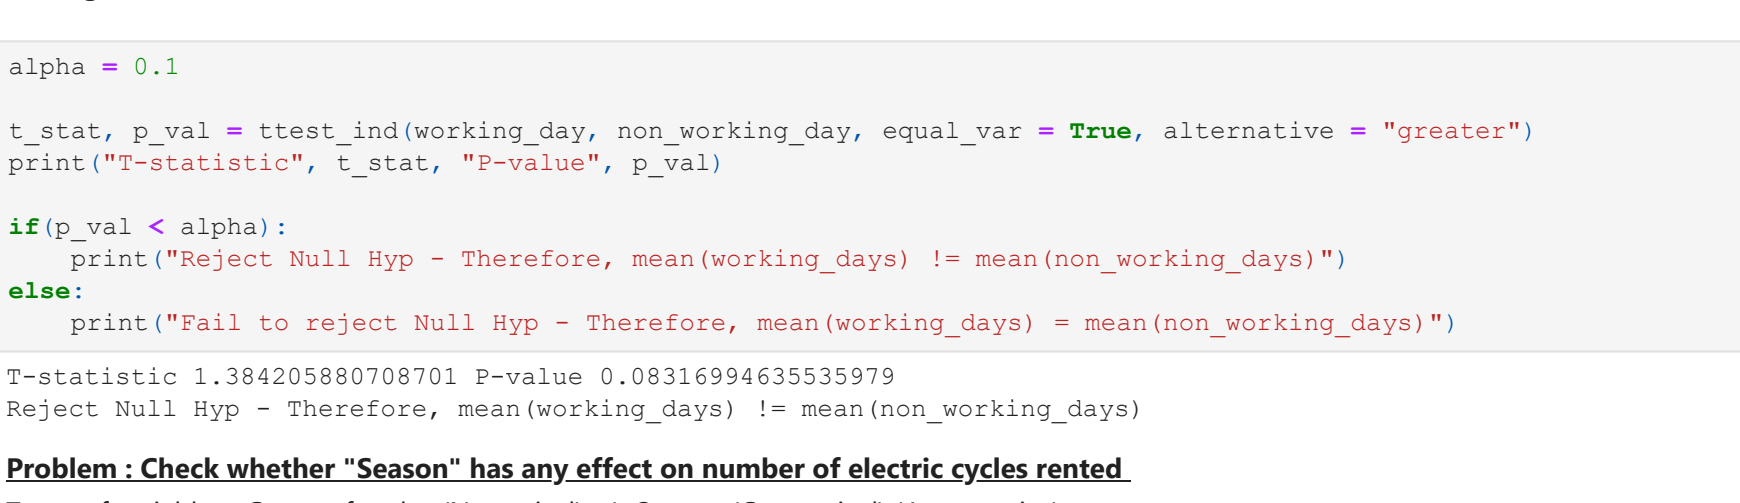 alpha = 0.1
t_stat, p_val = ttest_ind(working_day, non_working_day, equal_var = True, alternative = "greater")
print("T-statistic", t_stat, "P-value", p_val)
if(p_val < alpha):
    print("Reject Null Hyp - Therefore, mean(working_days) != mean(non_working_days)")
else:
    print("Fail to reject Null Hyp - Therefore, mean(working_days) = mean(non_working_days)")
T-statistic 1.384205880708701 P-value 0.08316994635535979
Reject Null Hyp - Therefore, mean(working_days) != mean(non_working_days)
Problem : Check whether "Season" has any effect on number of electric cycles rented